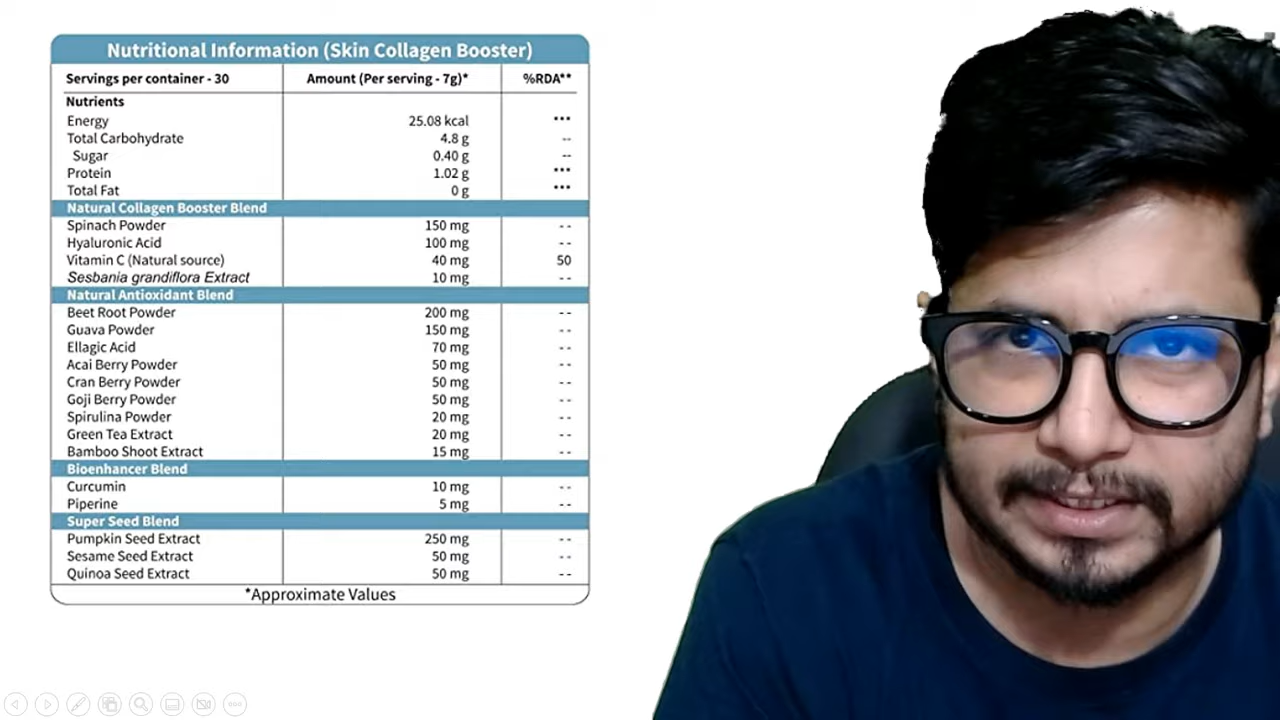 Nutritional Information (Skin Collagen Booster)
Servings per container - 30 Amount (Per serving - 7g)* %RDA**
Nutrients
Energy 25.08 kcal ***
Total Carbohydrate 4.8 g --
Sugar 0.40 g --
Protein 1.02 g ***
Total Fat 0 g ***
Natural Collagen Booster Blend
Spinach Powder 150 mg - -
Hyaluronic Acid 100 mg - -
Vitamin C (Natural source) 40 mg 50
Sesbania grandiflora Extract 10 mg - -
Natural Antioxidant Blend
Beet Root Powder 200 mg - -
Guava Powder 150 mg - -
Ellagic Acid 70 mg - -
Acai Berry Powder 50 mg - -
Cran Berry Powder 50 mg - -
Goji Berry Powder 50 mg - -
Spirulina Powder 20 mg - -
Green Tea Extract 20 mg - -
Bamboo Shoot Extract 15 mg - -
Bioenhancer Blend
Curcumin 10 mg - -
Piperine 5 mg - -
Super Seed Blend
Pumpkin Seed Extract 250 mg - -
Sesame Seed Extract 50 mg - -
Quinoa Seed Extract 50 mg - -
*Approximate Values